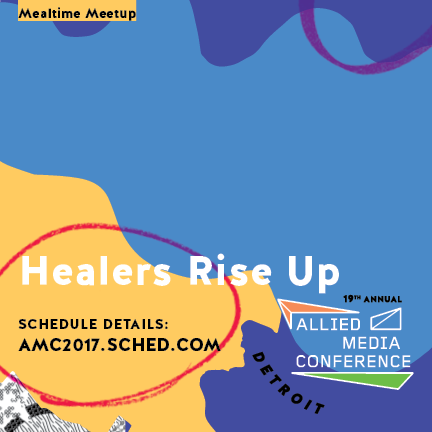 Mealtime Meetup
Healers Rise Up
19TH ANNUAL
SCHEDULE DETAILS:
AMC2017.SCHED.COM
ALLIED
MEDIA
CONFERENCE
DETROIT